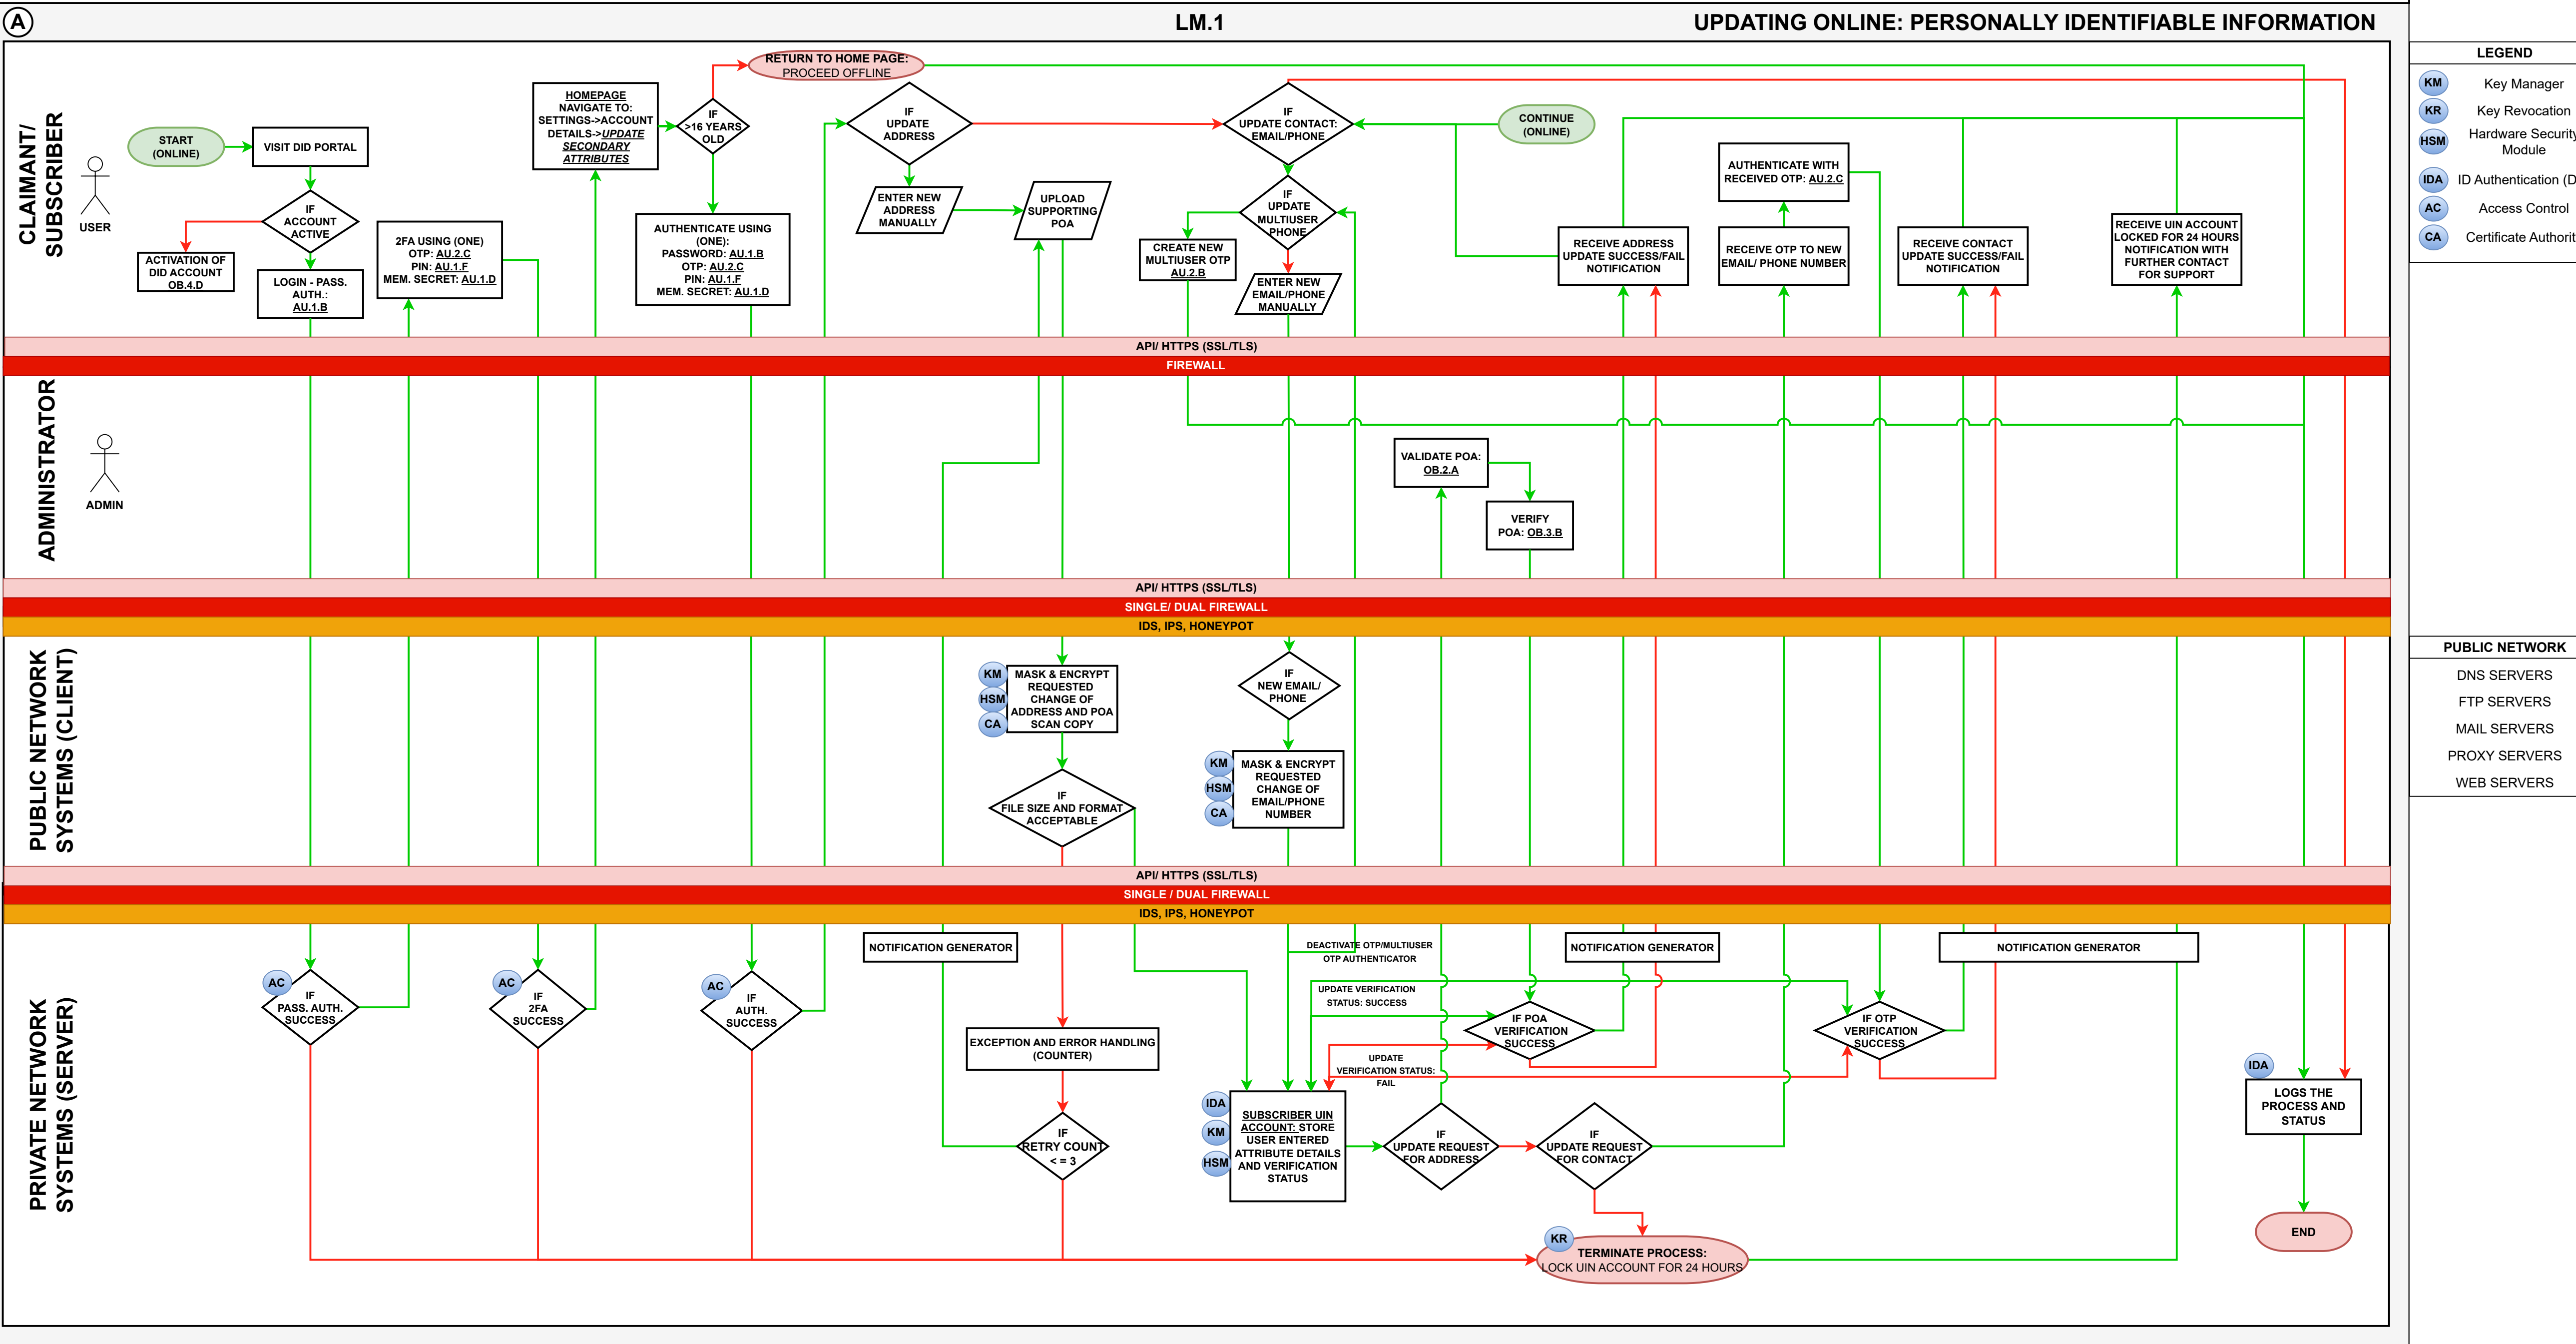 A
LM.1
UPDATING ONLINE: PERSONALLY IDENTIFIABLE INFORMATION
CLAIMANT/
SUBSCRIBER
USER
START
(ONLINE)
VISIT DID PORTAL
IF
ACCOUNT
ACTIVE
ACTIVATION OF
DID ACCOUNT
OB.4.D
LOGIN - PASS.
AUTH.:
AU.1.B
2FA USING (ONE)
OTP: AU.2.C
PIN: AU.1.F
MEM. SECRET: AU.1.D
HOMEPAGE
NAVIGATE TO:
SETTINGS->ACCOUNT
DETAILS->UPDATE
SECONDARY
ATTRIBUTES
IF
>16 YEARS
OLD
RETURN TO HOME PAGE:
PROCEED OFFLINE
AUTHENTICATE USING
(ONE):
PASSWORD: AU.1.B
OTP: AU.2.C
PIN: AU.1.F
MEM. SECRET: AU.1.D
IF
UPDATE
ADDRESS
ENTER NEW
ADDRESS
MANUALLY
UPLOAD
SUPPORTING
POA
IF
UPDATE CONTACT:
EMAIL/PHONE
CONTINUE
(ONLINE)
IF
UPDATE
MULTIUSER
PHONE
CREATE NEW
MULTIUSER OTP
AU.2.B
ENTER NEW
EMAIL/PHONE
MANUALLY
RECEIVE ADDRESS
UPDATE SUCCESS/FAIL
NOTIFICATION
AUTHENTICATE WITH
RECEIVED OTP: AU.2.C
RECEIVE OTP TO NEW
EMAIL/ PHONE NUMBER
RECEIVE CONTACT
UPDATE SUCCESS/FAIL
NOTIFICATION
RECEIVE UIN ACCOUNT
LOCKED FOR 24 HOURS
NOTIFICATION WITH
FURTHER CONTACT
FOR SUPPORT
API/ HTTPS (SSL/TLS)
FIREWALL
ADMINISTRATOR
ADMIN
VALIDATE POA:
OB.2.A
VERIFY
POA: OB.3.B
API/ HTTPS (SSL/TLS)
SINGLE/ DUAL FIREWALL
IDS, IPS, HONEYPOT
PUBLIC NETWORK
SYSTEMS (CLIENT)
KM
HSM
CA
MASK & ENCRYPT
REQUESTED
CHANGE OF
ADDRESS AND POA
SCAN COPY
IF
FILE SIZE AND FORMAT
ACCEPTABLE
IF
NEW EMAIL/
PHONE
KM
HSM
CA
MASK & ENCRYPT
REQUESTED
CHANGE OF
EMAIL/PHONE
NUMBER
API/ HTTPS (SSL/TLS)
SINGLE / DUAL FIREWALL
IDS, IPS, HONEYPOT
PRIVATE NETWORK
SYSTEMS (SERVER)
AC
IF
PASS. AUTH.
SUCCESS
AC
IF
2FA
SUCCESS
AC
IF
AUTH.
SUCCESS
NOTIFICATION GENERATOR
EXCEPTION AND ERROR HANDLING
(COUNTER)
IF
RETRY COUNT
< = 3
DEACTIVATE OTP/MULTIUSER
OTP AUTHENTICATOR
UPDATE VERIFICATION
STATUS: SUCCESS
UPDATE
VERIFICATION STATUS:
FAIL
IDA
KM
HSM
SUBSCRIBER UIN
ACCOUNT: STORE
USER ENTERED
ATTRIBUTE DETAILS
AND VERIFICATION
STATUS
IF
UPDATE REQUEST
FOR ADDRESS
IF
UPDATE REQUEST
FOR CONTACT
NOTIFICATION GENERATOR
IF POA
VERIFICATION
SUCCESS
IF OTP
VERIFICATION
SUCCESS
NOTIFICATION GENERATOR
KR
TERMINATE PROCESS:
LOCK UIN ACCOUNT FOR 24 HOURS
IDA
LOGS THE
PROCESS AND
STATUS
END
LEGEND
KM Key Manager
KR Key Revocation
HSM Hardware Security
Module
IDA ID Authentication (D
AC Access Control
CA Certificate Authorit
PUBLIC NETWORK
DNS SERVERS
FTP SERVERS
MAIL SERVERS
PROXY SERVERS
WEB SERVERS